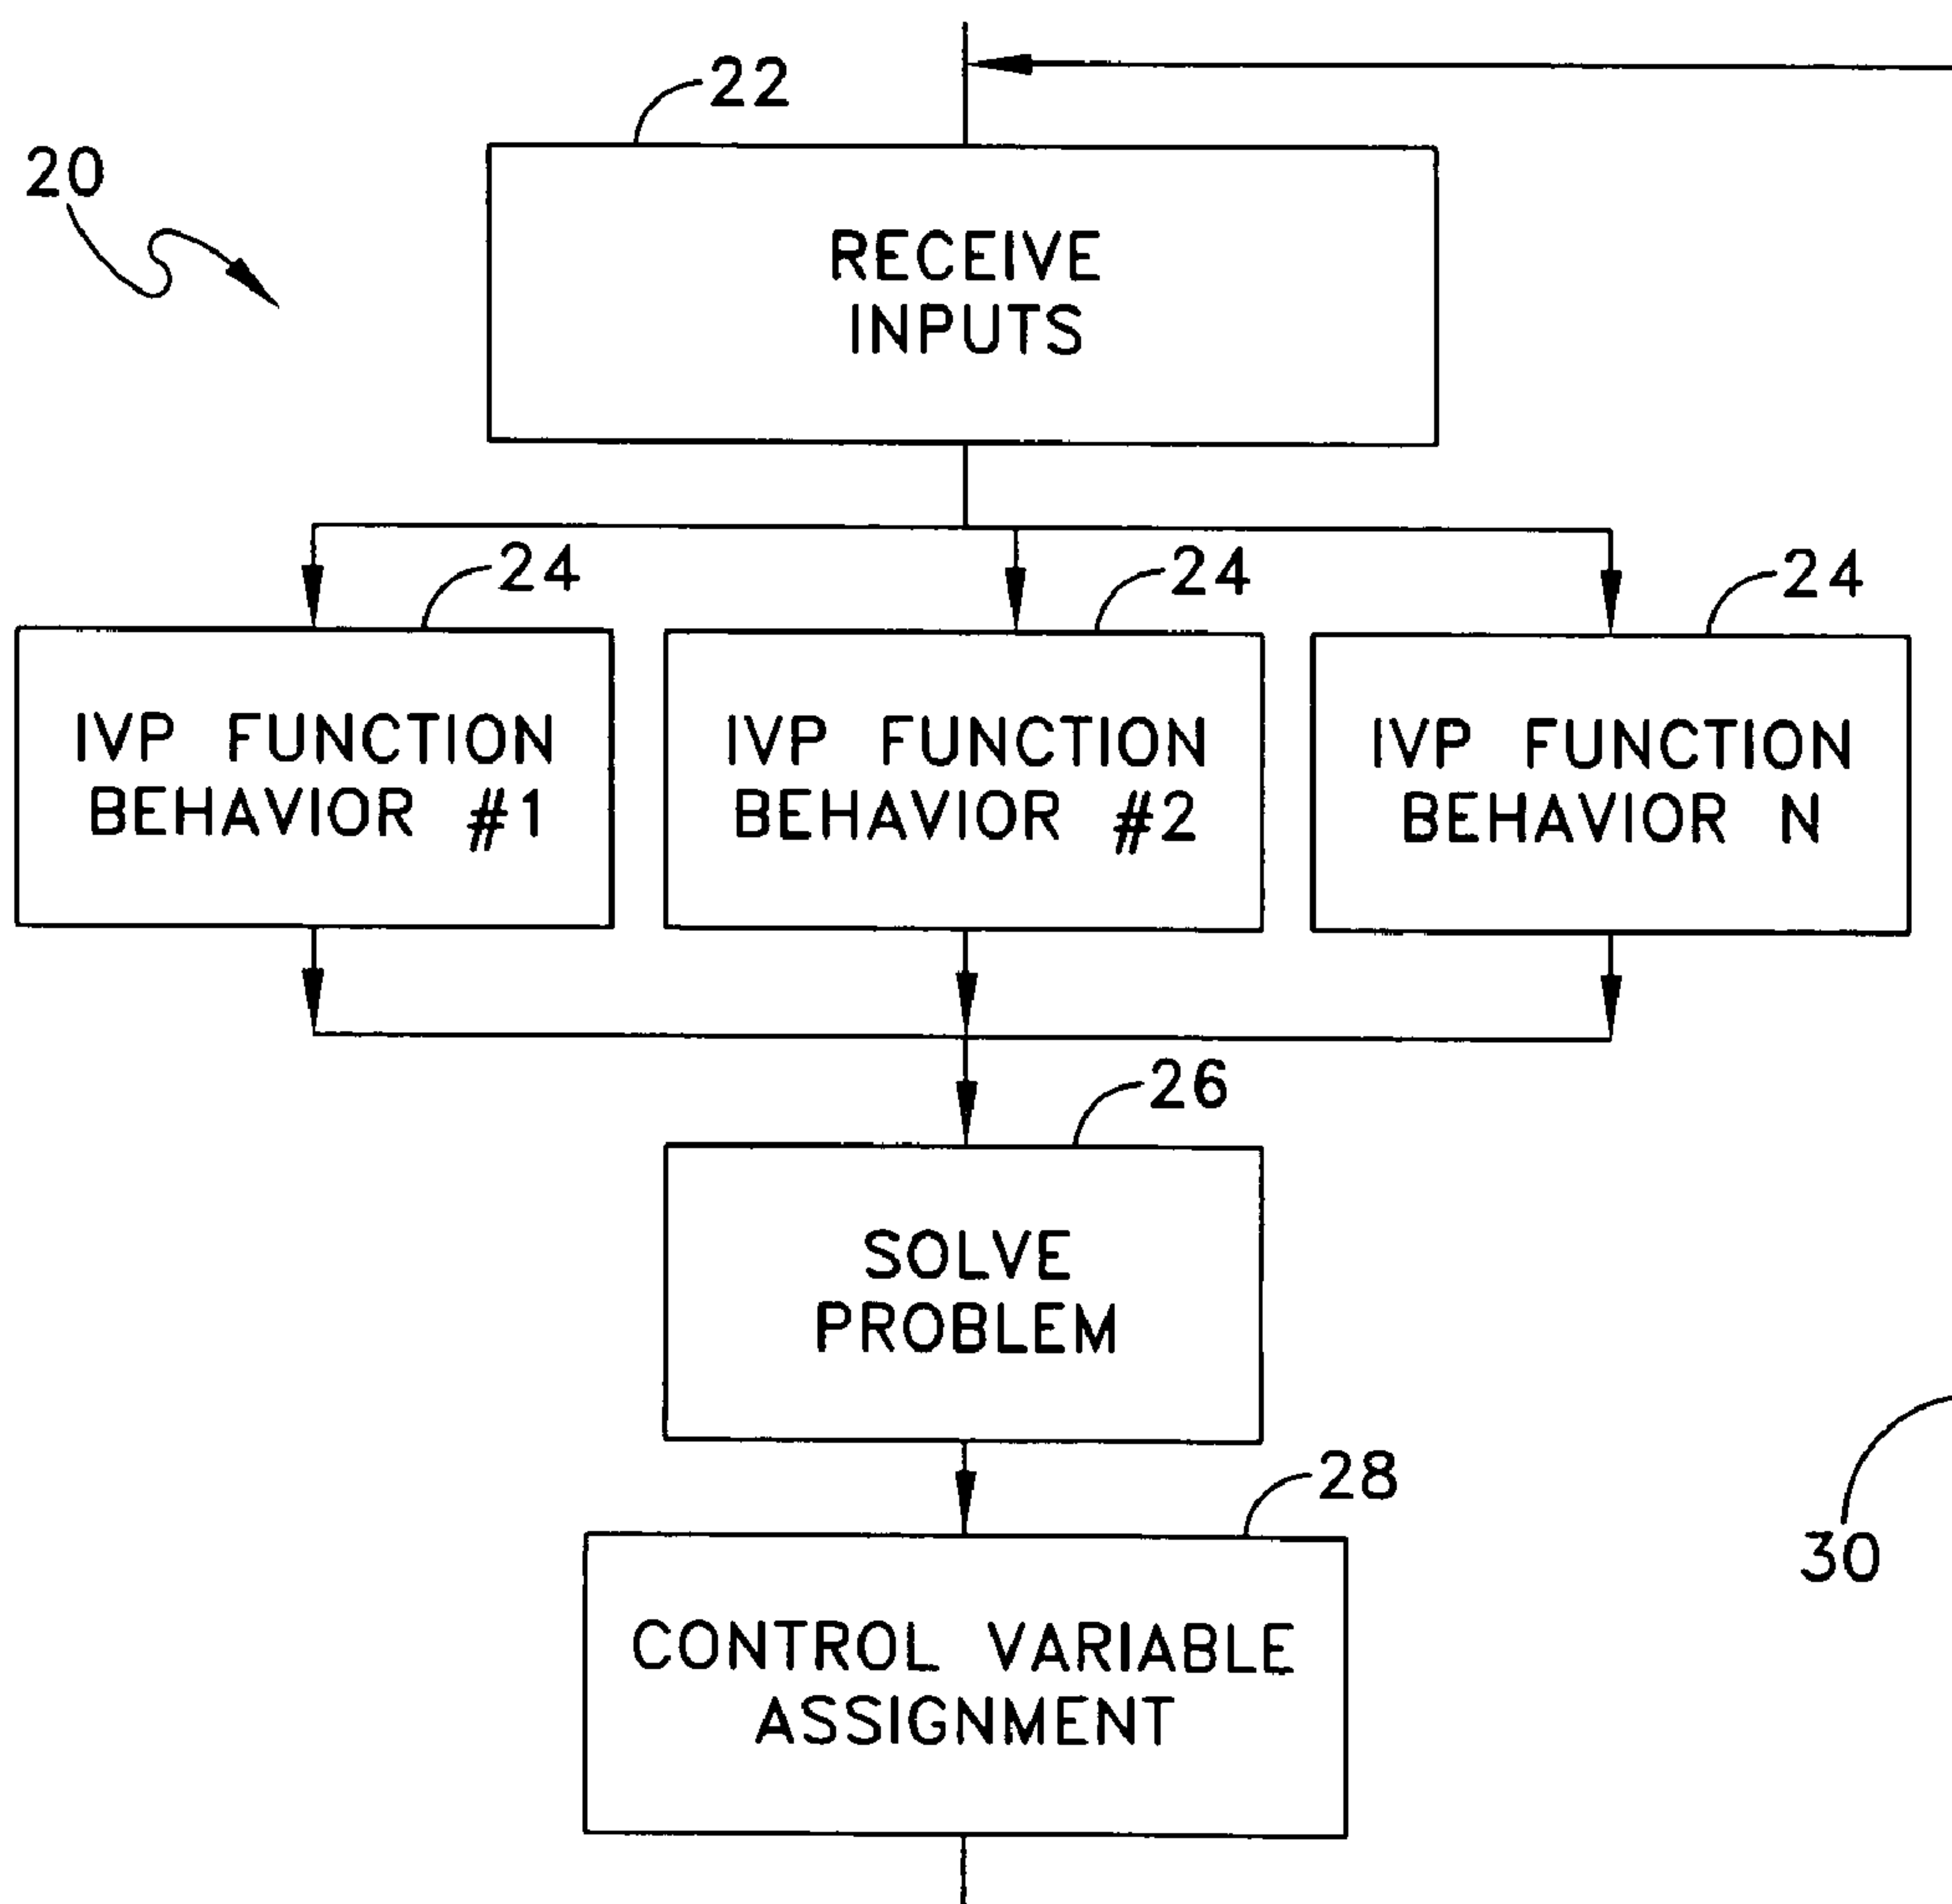 22
20
RECEIVE
INPUTS
24
24
24
IVP FUNCTION
BEHAVIOR #1
IVP FUNCTION
BEHAVIOR #2
IVP FUNCTION
BEHAVIOR N
26
SOLVE
PROBLEM
28
30
CONTROL VARIABLE
ASSIGNMENT